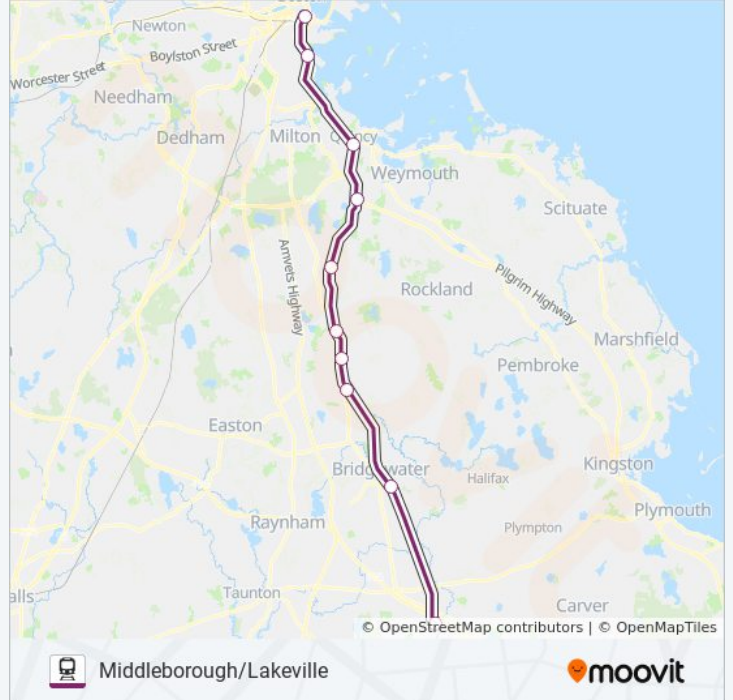 Newton
Boylston Street
Worcester Street
Needham
Dedham
Milton
Quincy
Weymouth
Scituate
Amvets Highway
Pilgrim Highway
Rockland
Marshfield
Pembroke
Easton
Bridgewater
Kingston
Halifax
Plymouth
Raynham
Plympton
Taunton
Carver
© OpenStreetMap contributors | © OpenMapTiles
Middleborough/Lakeville
moovit